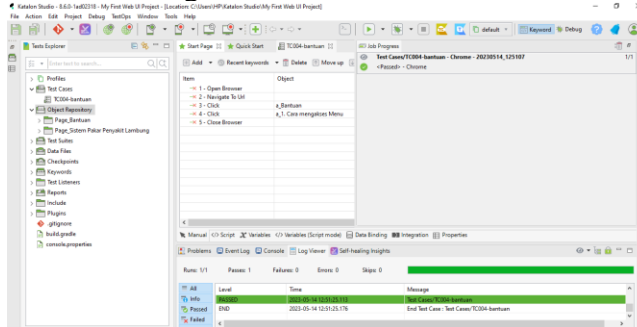 Katalon Studio - 8.6.0-1ad02318 - My First Web UI Project - [Location: C:\Users\HP\Katalon Studio\My First Web UI Project]
File Action Edit Project Debug TestOps Window Tools Help
default
Keyword Debug
Tests Explorer
Enter text to search...
Profiles
Test Cases
TC004-bantuan
Object Repository
Page_Bantuan
Page_Sistem Pakar Penyakit Lambung
Test Suites
Data Files
Checkpoints
Keywords
Test Listeners
Reports
Include
Plugins
.gitignore
build.gradle
console.properties
Start Page Quick Start TC004-bantuan
Add Recent keywords Delete Move up
Item Object
1 - Open Browser
2 - Navigate To Url
3 - Click a_Bantuan
4 - Click a_1. Cara mengakses Menu
5 - Close Browser
Job Progress
Test Cases/TC004-bantuan - Chrome - 20230514_125107 1/1
<Passed> - Chrome
Manual Script Variables Variables (Script mode) Data Binding Integration Properties
Problems Event Log Console Log Viewer Self-healing Insights
Runs: 1/1 Passes: 1 Failures: 0 Errors: 0 Skips: 0
All
Info
Passed
Failed
Level Time Message
PASSED 2023-05-14 12:51:25.113 Test Cases/TC004-bantuan
END 2023-05-14 12:51:25.176 End Test Case : Test Cases/TC004-bantuan